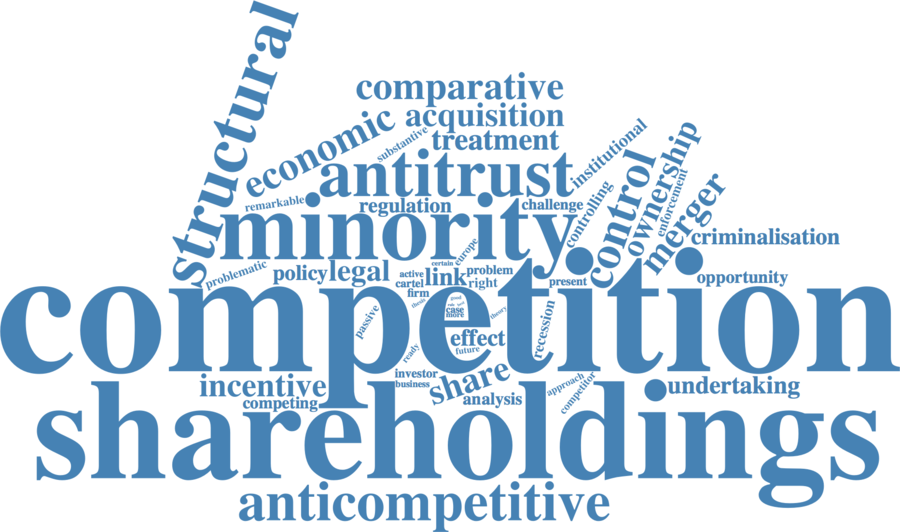 structural
comparative
acquisition
economic
substantive
treatment
institutional
antitrust
control
ownership
enforcement
merger
remarkable
regulation
challenge
controlling
minority
criminalisation
problematic
policy
legal
certain
europe
active
link
problem
cartel
right
firm
present
opportunity
competition
thesis
good
case
more
theory
passive
effect
recession
ready
future
incentive
investor
business
share
approach
competitor
undertaking
competing
analysis
shareholdings
anticompetitive